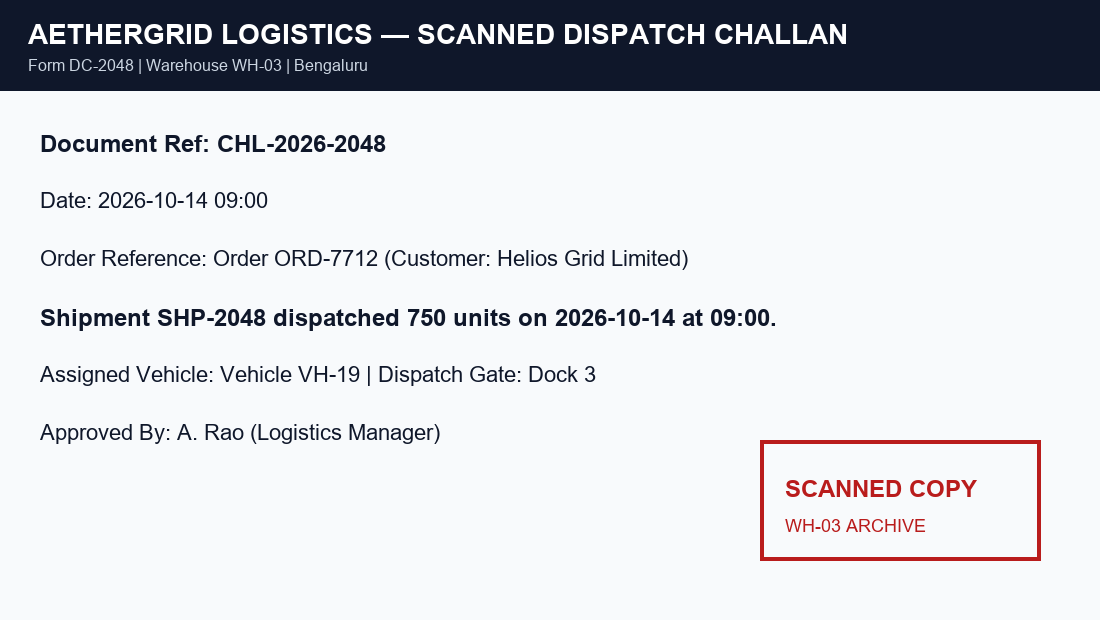 AETHERGRID LOGISTICS — SCANNED DISPATCH CHALLAN
Form DC-2048 | Warehouse WH-03 | Bengaluru
Document Ref: CHL-2026-2048
Date: 2026-10-14 09:00
Order Reference: Order ORD-7712 (Customer: Helios Grid Limited)
Shipment SHP-2048 dispatched 750 units on 2026-10-14 at 09:00.
Assigned Vehicle: Vehicle VH-19 | Dispatch Gate: Dock 3
Approved By: A. Rao (Logistics Manager)
SCANNED COPY
WH-03 ARCHIVE